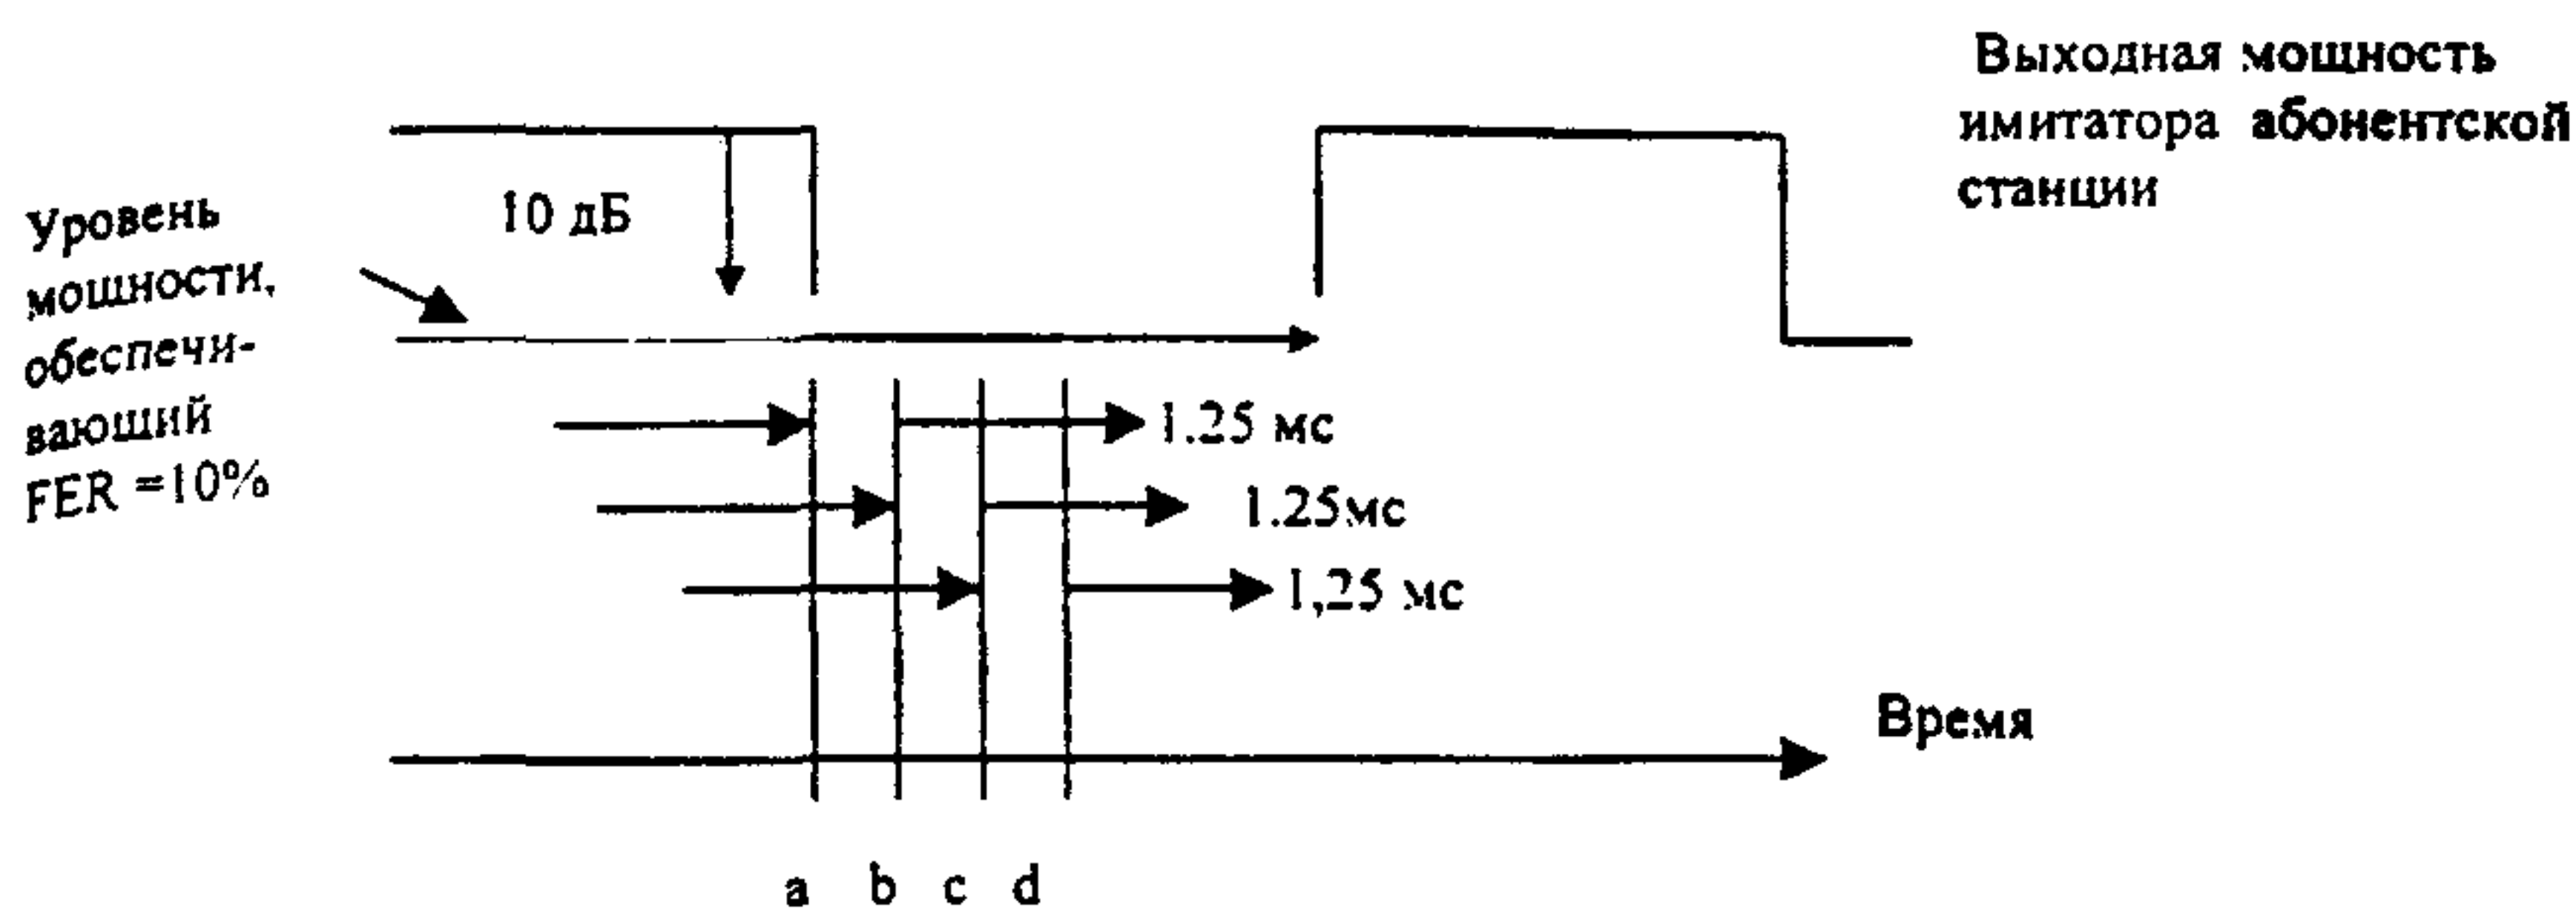 Выходная мощность
имитатора абонентской
станции
10 дБ
Уровень
мощности,
обеспечи-
вающий
FER =10%
1.25 мс
1.25мс
1,25 мс
Время
a b c d